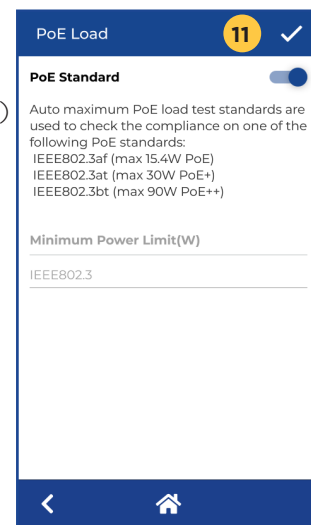 PoE Load
11
PoE Standard
Auto maximum PoE load test standards are
used to check the compliance on one of the
following PoE standards:
IEEE802.3af (max 15.4W PoE)
IEEE802.3at (max 30W PoE+)
IEEE802.3bt (max 90W PoE++)
Minimum Power Limit(W)
IEEE802.3